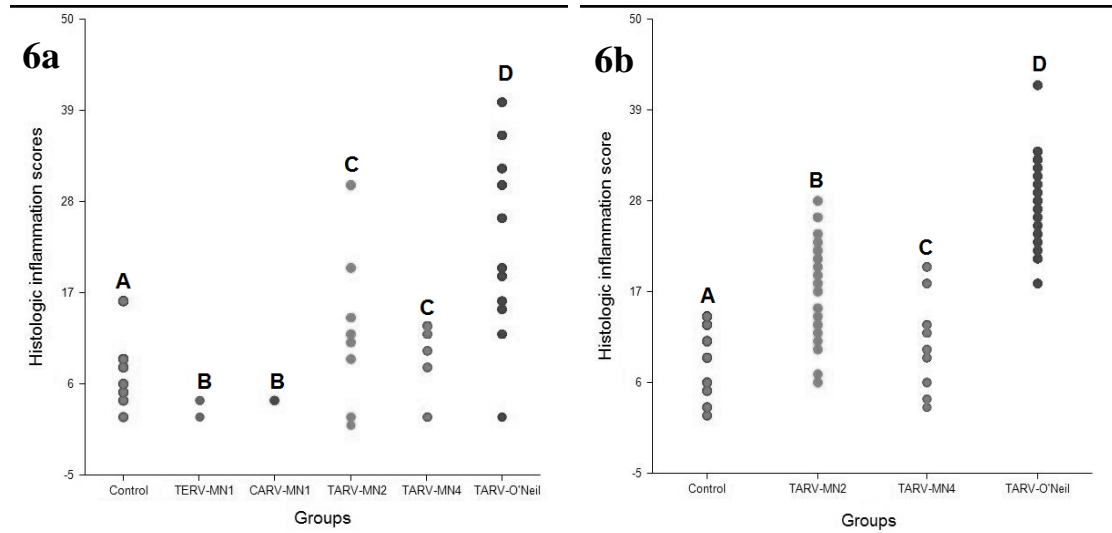 6a
Histologic inflammation scores
50
39
28
17
6
-5
A
B
B
C
C
D
Control TERV-MN1 CARV-MN1 TARV-MN2 TARV-MN4 TARV-O'Neil
Groups
6b
Histologic inflammation score
50
39
28
17
6
-5
A
B
C
D
Control TARV-MN2 TARV-MN4 TARV-O'Neil
Groups